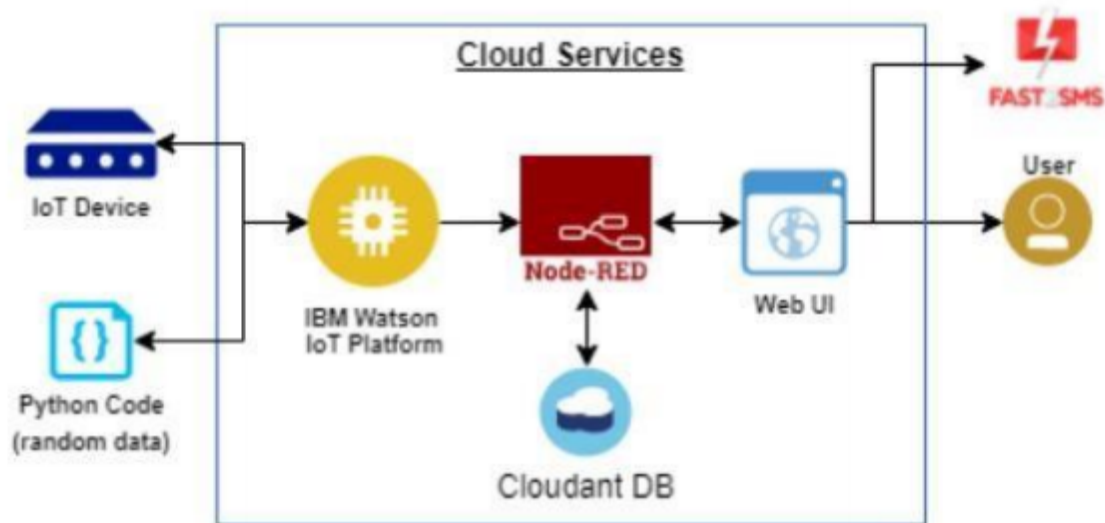 Cloud Services
FAST2SMS
IoT Device
User
Node-RED
IBM Watson
IoT Platform
Web UI
{}
Python Code
(random data)
Cloudant DB